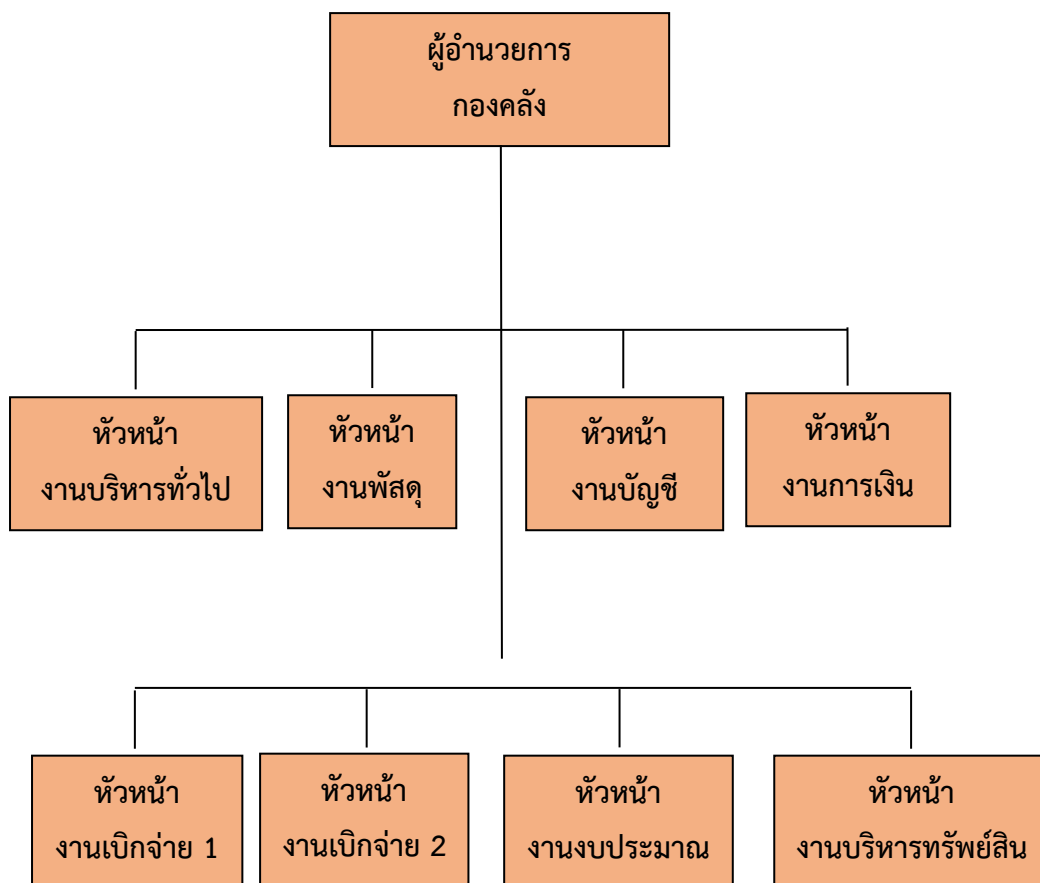 ผู้อำนวยการ
กองคลัง
หัวหน้า
งานบริหารทั่วไป
หัวหน้า
งานพัสดุ
หัวหน้า
งานบัญชี
หัวหน้า
งานการเงิน
หัวหน้า
งานเบิกจ่าย 1
หัวหน้า
งานเบิกจ่าย 2
หัวหน้า
งานงบประมาณ
หัวหน้า
งานบริหารทรัพย์สิน